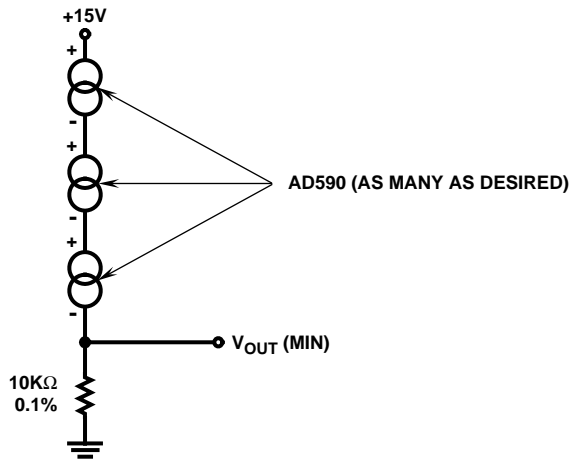 +15V
+
-
+
-
+
-
AD590 (AS MANY AS DESIRED)
VOUT (MIN)
10KΩ
0.1%